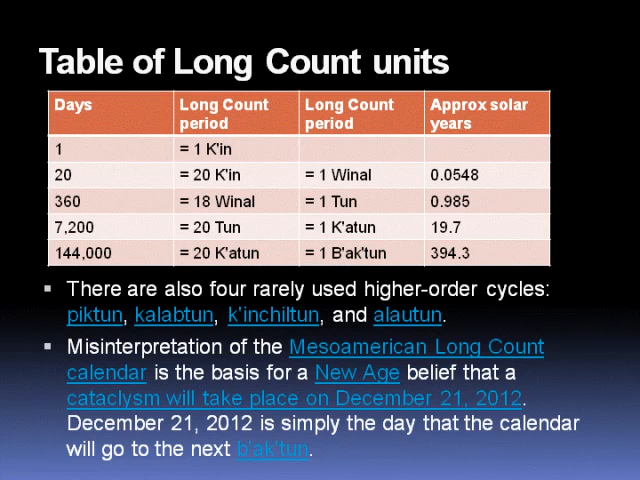 Table of Long Count units
Days Long Count period Long Count period Approx solar years
1 = 1 K'in
20 = 20 K'in = 1 Winal 0.0548
360 = 18 Winal = 1 Tun 0.985
7,200 = 20 Tun = 1 K'atun 19.7
144,000 = 20 K'atun = 1 B'ak'tun 394.3
▪ There are also four rarely used higher-order cycles:
piktun, kalabtun, k'inchiltun, and alautun.
▪ Misinterpretation of the Mesoamerican Long Count
calendar is the basis for a New Age belief that a
cataclysm will take place on December 21, 2012.
December 21, 2012 is simply the day that the calendar
will go to the next b'ak'tun.